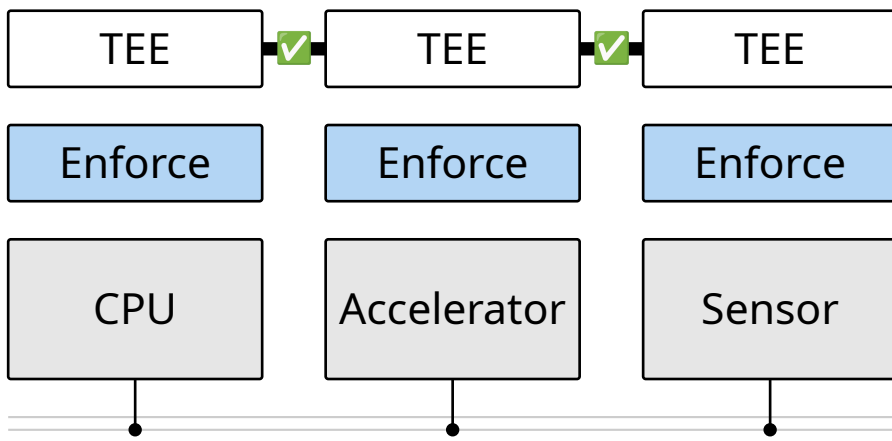 TEE ✅ TEE ✅ TEE
Enforce Enforce Enforce
CPU Accelerator Sensor